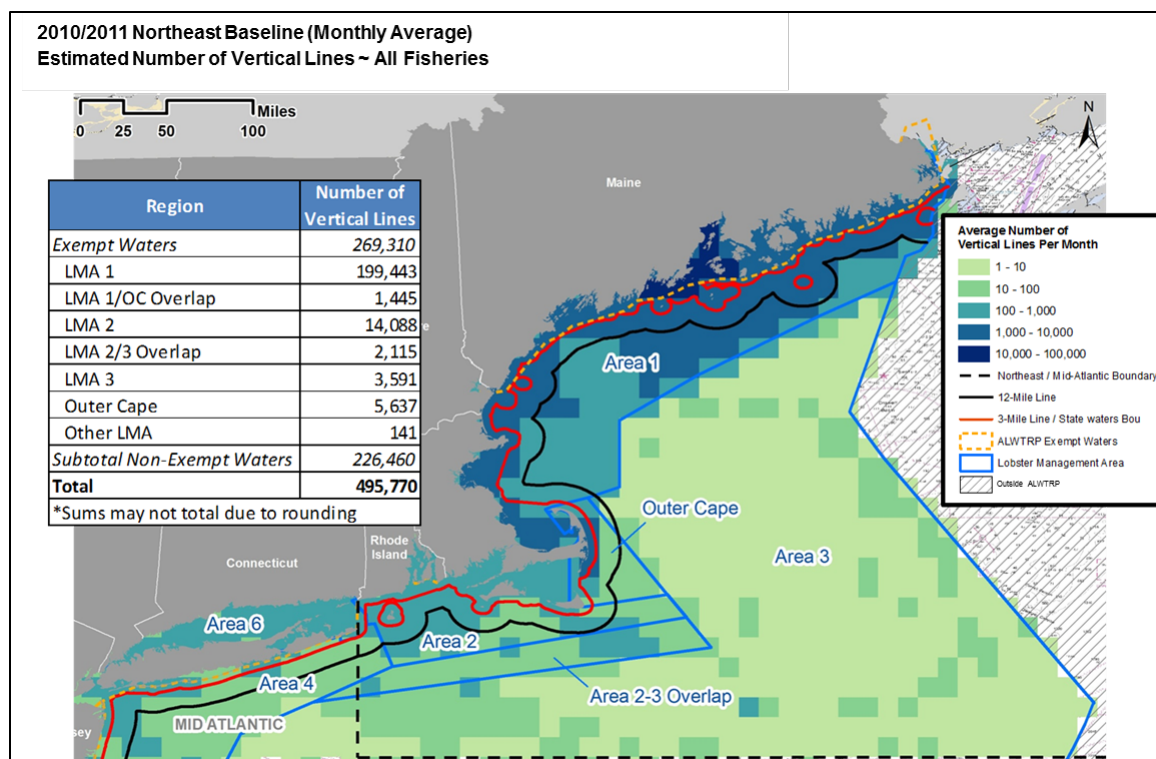 2010/2011 Northeast Baseline (Monthly Average)
Estimated Number of Vertical Lines ~ All Fisheries
Miles
0 25 50 100
N
Maine
Region
Number of
Vertical Lines
Exempt Waters 269,310
LMA 1 199,443
LMA 1/OC Overlap 1,445
LMA 2 14,088
LMA 2/3 Overlap 2,115
LMA 3 3,591
Outer Cape 5,637
Other LMA 141
Subtotal Non-Exempt Waters 226,460
Total 495,770
*Sums may not total due to rounding
Average Number of
Vertical Lines Per Month
1 - 10
10 - 100
100 - 1,000
1,000 - 10,000
10,000 - 100,000
Northeast / Mid-Atlantic Boundary
12-Mile Line
3-Mile Line / State waters Bou
ALWTRP Exempt Waters
Lobster Management Area
Outside ALWTRP
Area 1
Outer Cape
Area 3
Rhode
Island
Connecticut
Area 6
Area 2
Area 4
Area 2-3 Overlap
MID ATLANTIC
sey